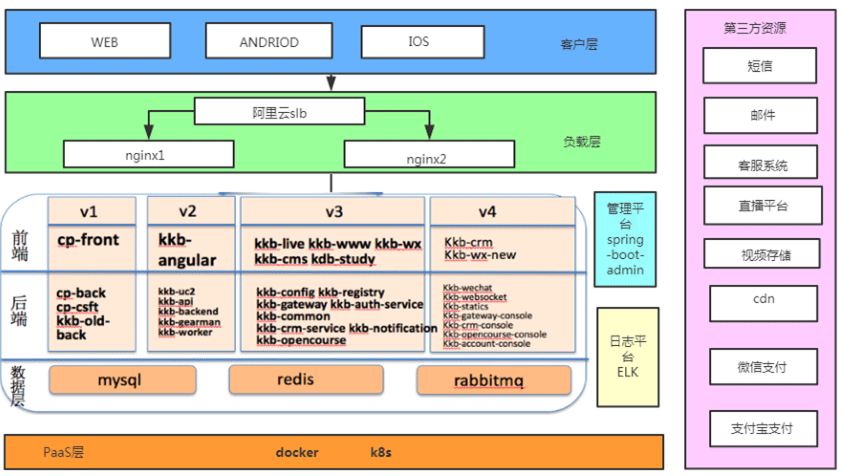 WEB
ANDRIOD
IOS
客户层
阿里云slb
nginx1
nginx2
负载层
v1
v2
v3
v4
前端
cp-front
kkb-
angular
kkb-live kkb-www kkb-wx
kkb-cms kdb-study
Kkb-crm
Kkb-wx-new
后端
cp-back
cp-csft
kkb-old-
back
kkb-uc2
kkb-api
kkb-backend
kkb-gearman
kkb-worker
kkb-config kkb-registry
kkb-gateway kkb-auth-service
kkb-common
kkb-crm-service kkb-notification
kkb-opencourse
Kkb-wechat
Kkb-websocket
Kkb-statics
Kkb-gateway-console
Kkb-crm-console
Kkb-opencourse-console
Kkb-account-console
数据层
mysql
redis
rabbitmq
管理平
台
spring
-boot-
admin
日志平
台
ELK
PaaS层
docker
k8s
第三方资源
短信
邮件
客服系统
直播平台
视频存储
cdn
微信支付
支付宝支付